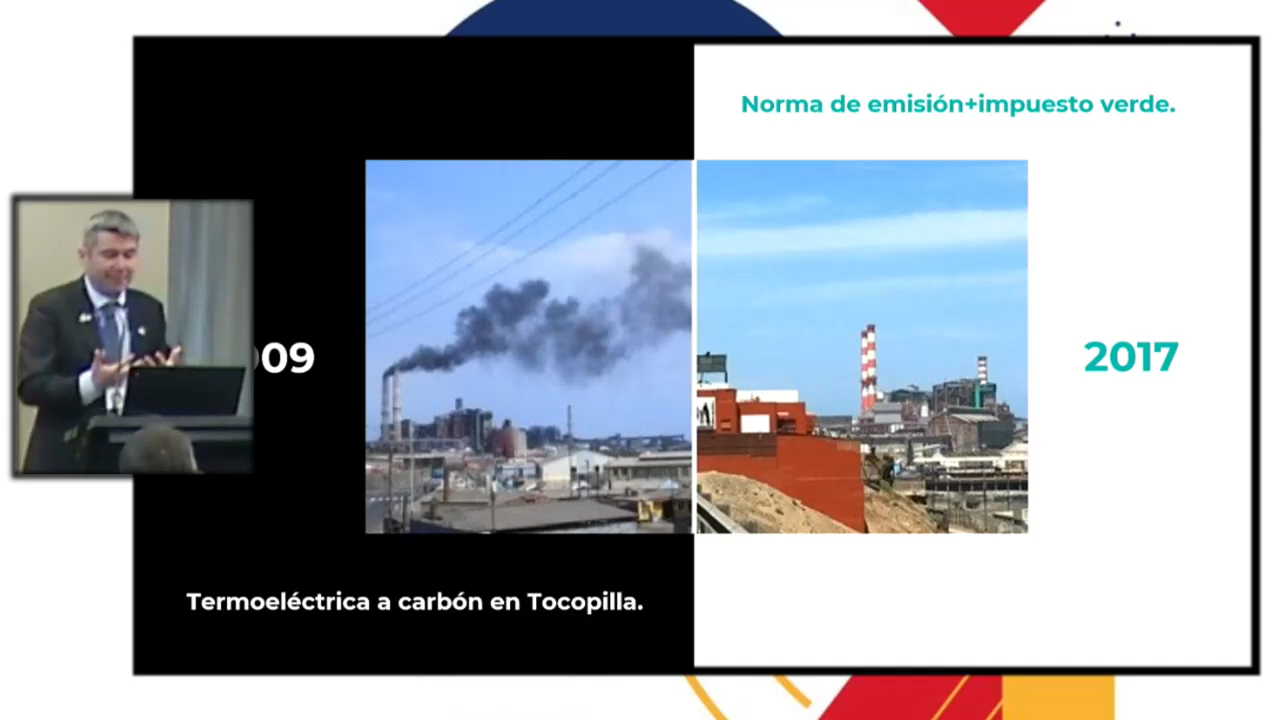 Norma de emisión+impuesto verde.
09
2017
Termoeléctrica a carbón en Tocopilla.